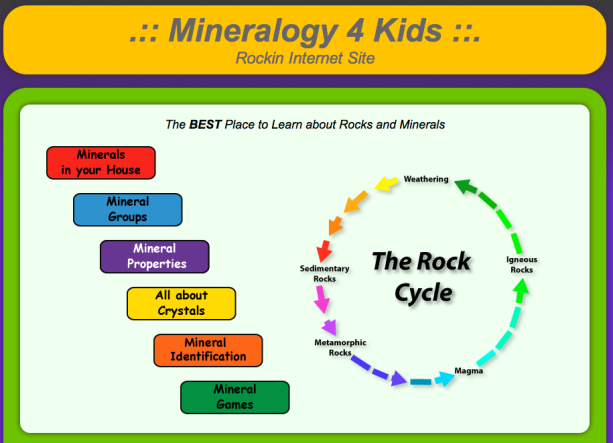 .:: Mineralogy 4 Kids ::.
Rockin Internet Site
The BEST Place to Learn about Rocks and Minerals
Minerals
in your House
Mineral
Groups
Mineral
Properties
All about
Crystals
Mineral
Identification
Mineral
Games
The Rock
Cycle
Weathering
Sedimentary
Rocks
Metamorphic
Rocks
Magma
Igneous
Rocks